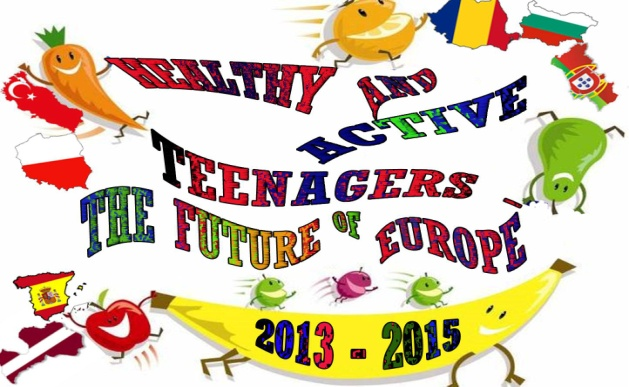 HEALTHY AND
ACTIVE
TEENAGERS
THE FUTURE OF EUROPE
2013 - 2015